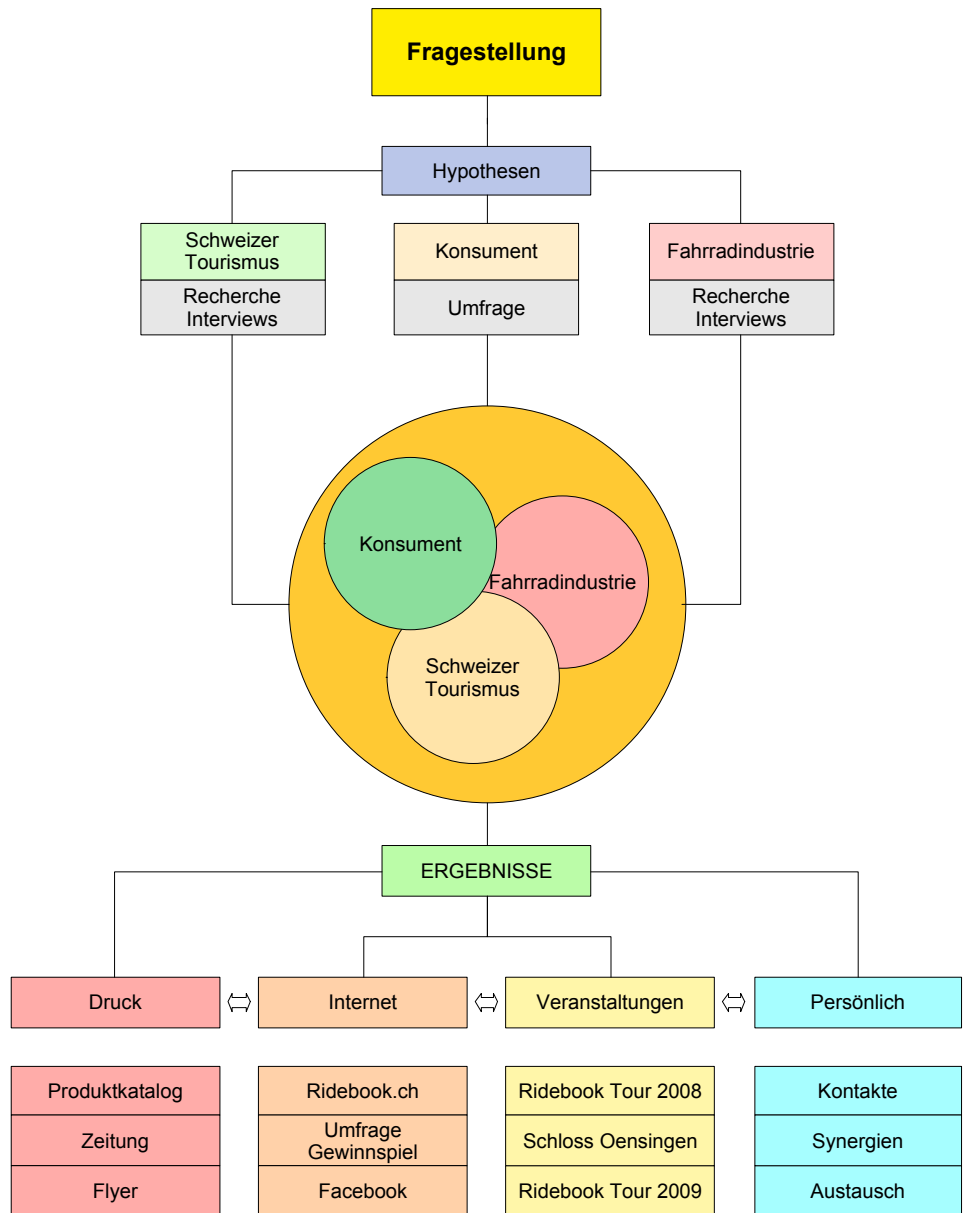 Fragestellung
Hypothesen
Schweizer
Tourismus
Recherche
Interviews
Konsument
Umfrage
Fahrradindustrie
Recherche
Interviews
Konsument
Fahrradindustrie
Schweizer
Tourismus
ERGEBNISSE
Druck
Internet
Veranstaltungen
Persönlich
Produktkatalog
Zeitung
Flyer
Ridebook.ch
Umfrage
Gewinnspiel
Facebook
Ridebook Tour 2008
Schloss Oensingen
Ridebook Tour 2009
Kontakte
Synergien
Austausch